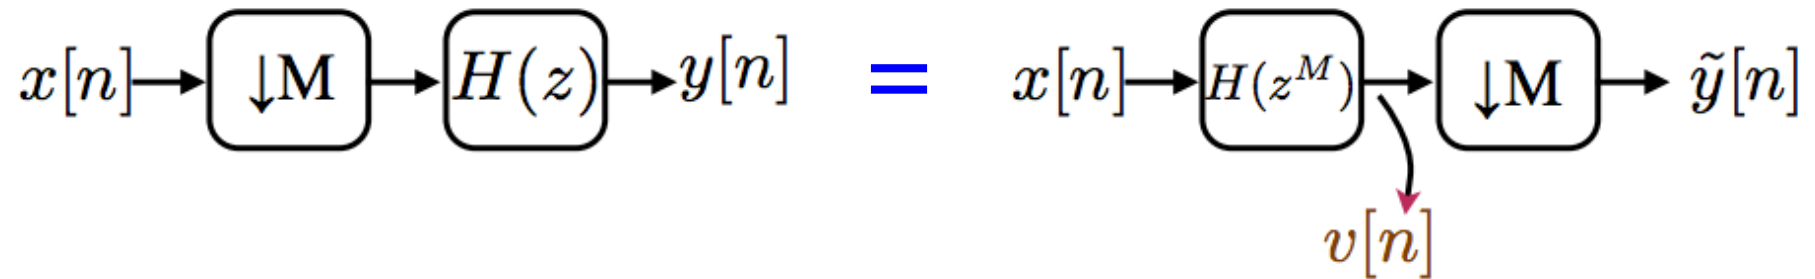 x[n] ↓M H(z) y[n] = x[n] H(z^M) ↓M ỹ[n]
v[n]